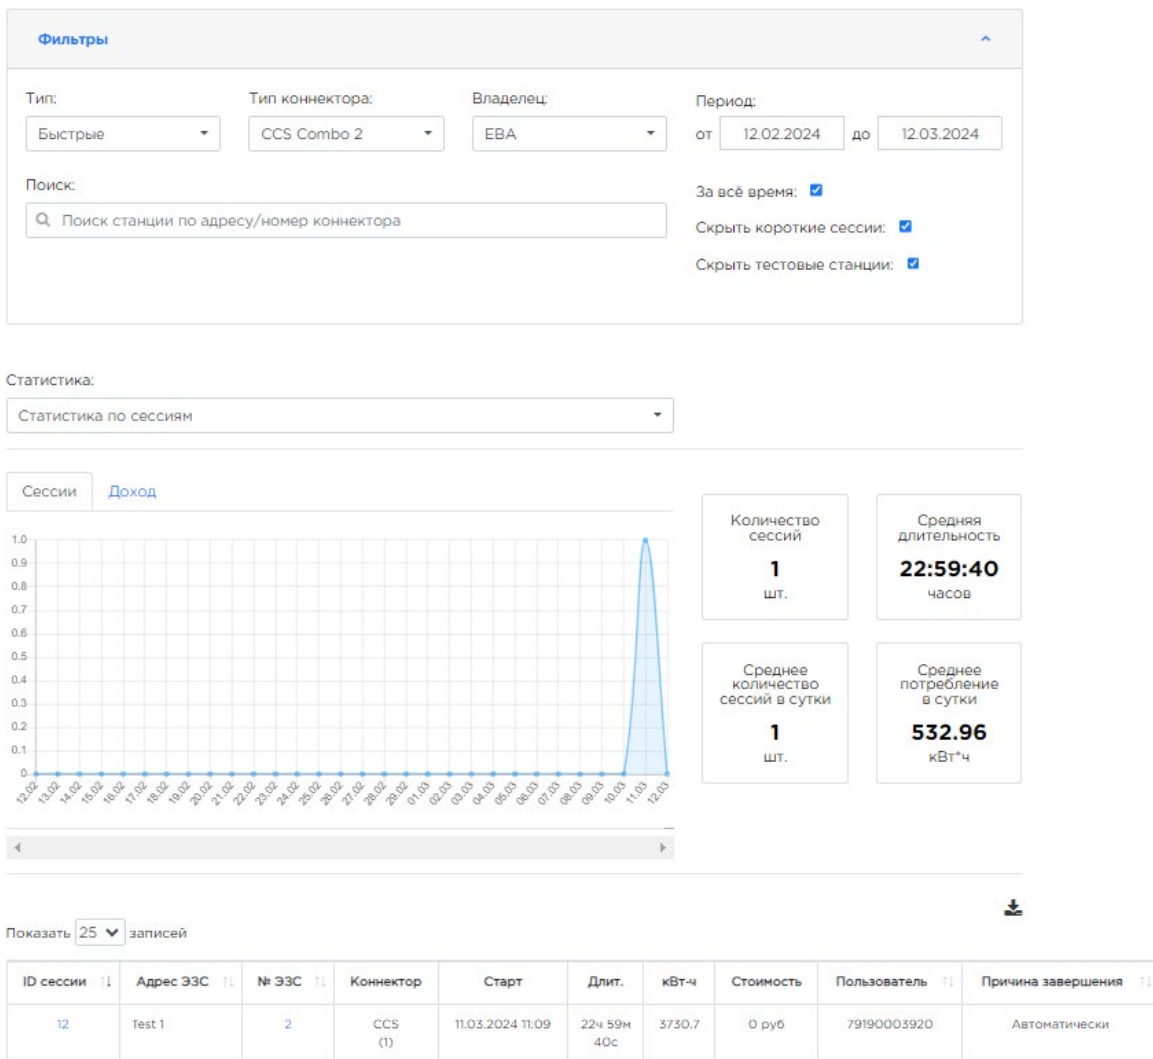 Фильтры
Тип: Тип коннектора: Владелец: Период:
Быстрые CCS Combo 2 EBA от 12.02.2024 до 12.03.2024
Поиск: За всё время:
Поиск станции по адресу/номер коннектора
Скрыть короткие сессии:
Скрыть тестовые станции:
Статистика:
Статистика по сессиям
Сессии Доход
1.0
0.9
0.8
0.7
0.6
0.5
0.4
0.3
0.2
0.1
0
12.02 13.02 14.02 15.02 16.02 17.02 18.02 19.02 20.02 21.02 22.02 23.02 24.02 25.02 26.02 27.02 28.02 29.02 01.03 02.03 03.03 04.03 05.03 06.03 07.03 08.03 09.03 10.03 11.03 12.03
Количество
сессий
1
шт.
Средняя
длительность
22:59:40
часов
Среднее
количество
сессий в сутки
1
шт.
Среднее
потребление
в сутки
532.96
кВт*ч
Показать 25 записей
ID сессии Адрес ЭЗС № ЭЗС Коннектор Старт Длит. кВт-ч Стоимость Пользователь Причина завершения
12 Test 1 2 CCS 11.03.2024 11:09 22ч 59м 3730.7 0 руб 79190003920 Автоматически
(1) 40с